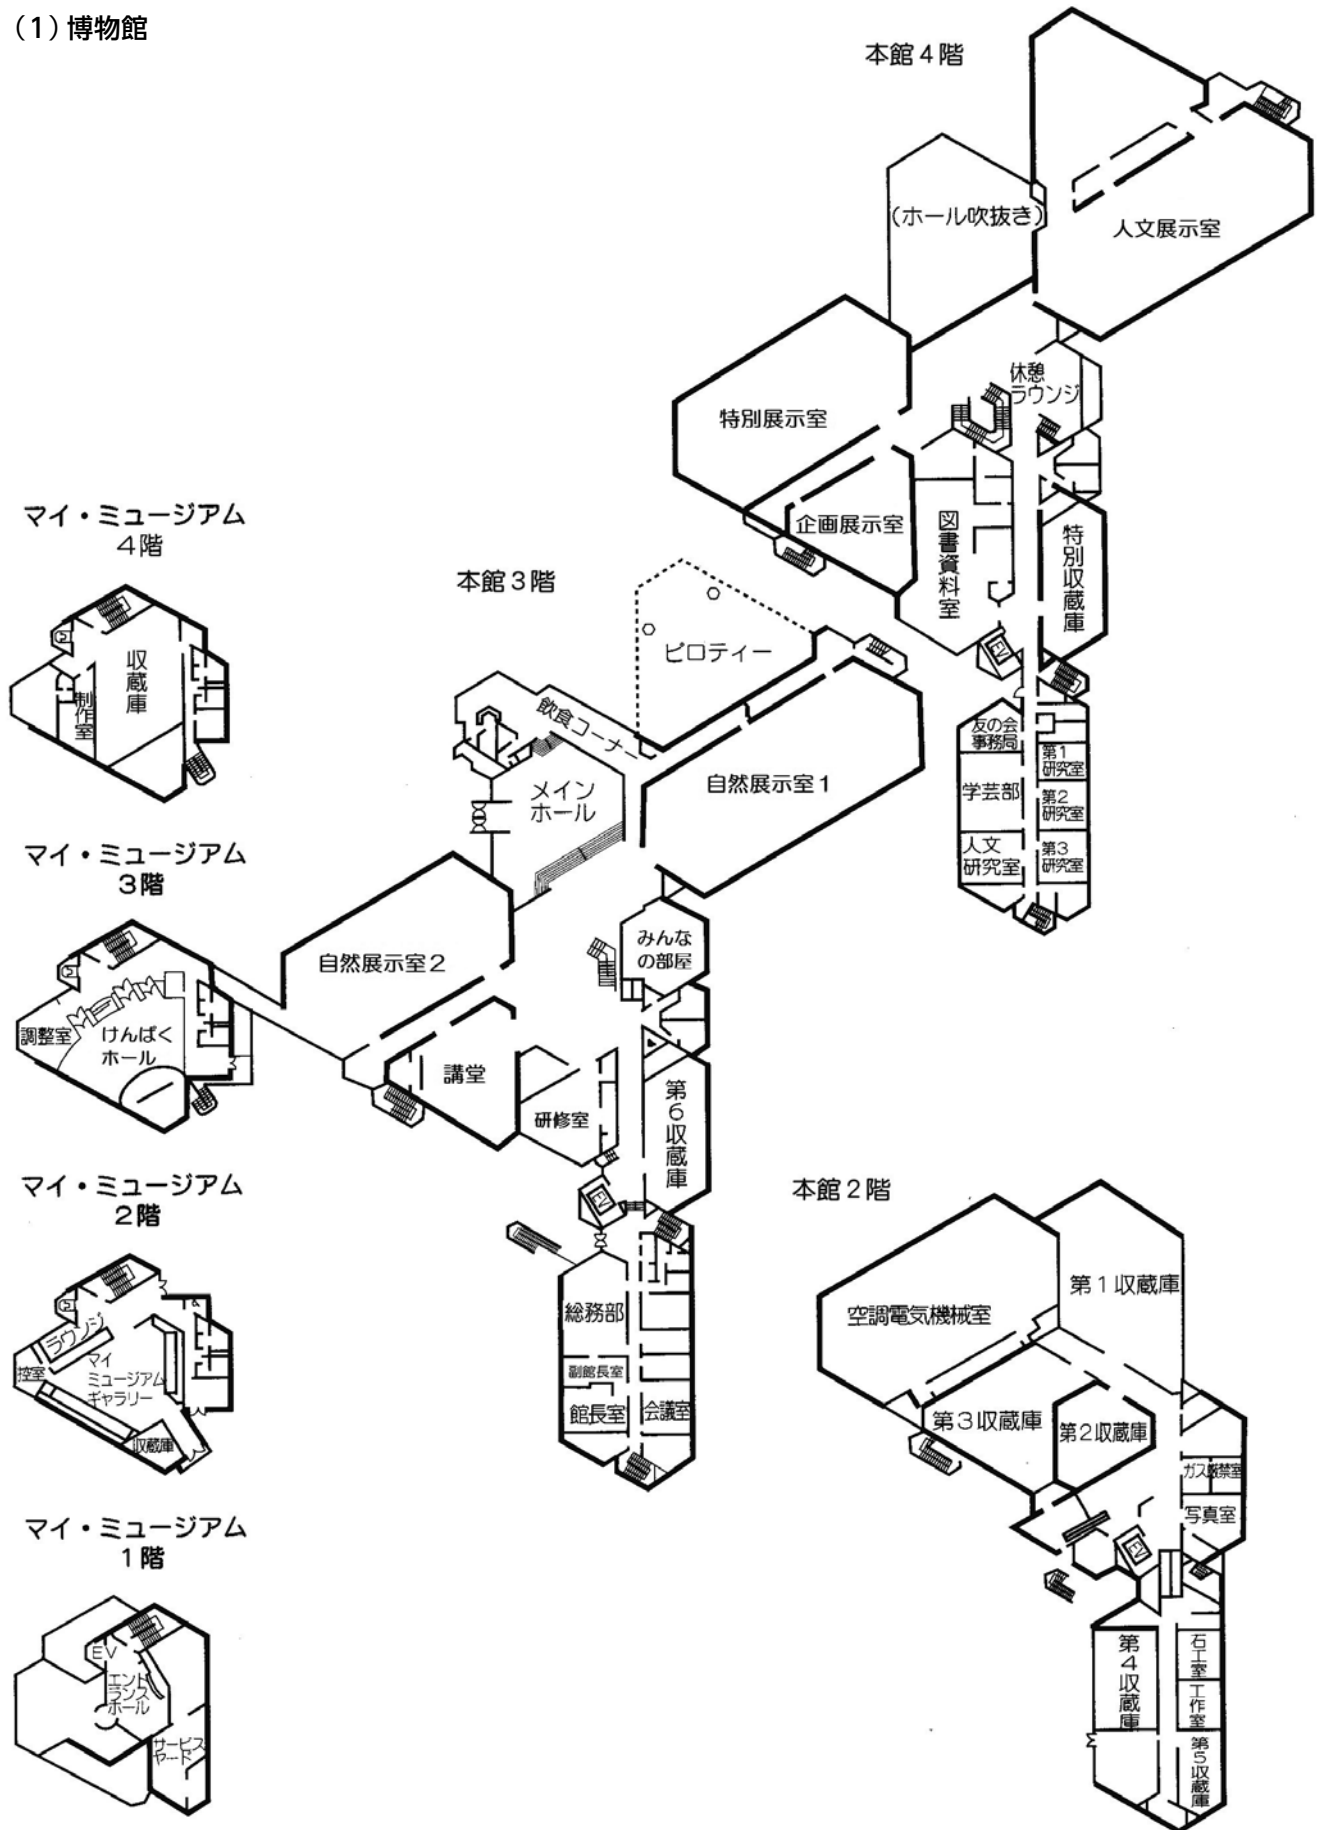 （1）博物館
本館４階
（ホール吹抜き）
人文展示室
休憩
ラウンジ
特別展示室
企画展示室
図書資料室
特別収蔵庫
EV
友の会
事務局
第1
研究室
学芸部
第2
研究室
人文
研究室
第3
研究室
マイ・ミュージアム
４階
収蔵庫
制作室
本館３階
ピロティー
飲食コーナー
メイン
ホール
自然展示室１
自然展示室２
みんな
の部屋
講堂
研修室
第６収蔵庫
EV
総務部
副館長室
館長室
会議室
マイ・ミュージアム
３階
調整室
けんぱく
ホール
マイ・ミュージアム
２階
ラウンジ
控室
マイ
ミュージアム
ギャラリー
収蔵庫
マイ・ミュージアム
１階
EV
エント
ランス
ホール
サービス
ヤード
本館２階
空調電気機械室
第１収蔵庫
第３収蔵庫
第２収蔵庫
ガス厳禁室
写真室
EV
第４収蔵庫
石工室
工作室
第５収蔵庫